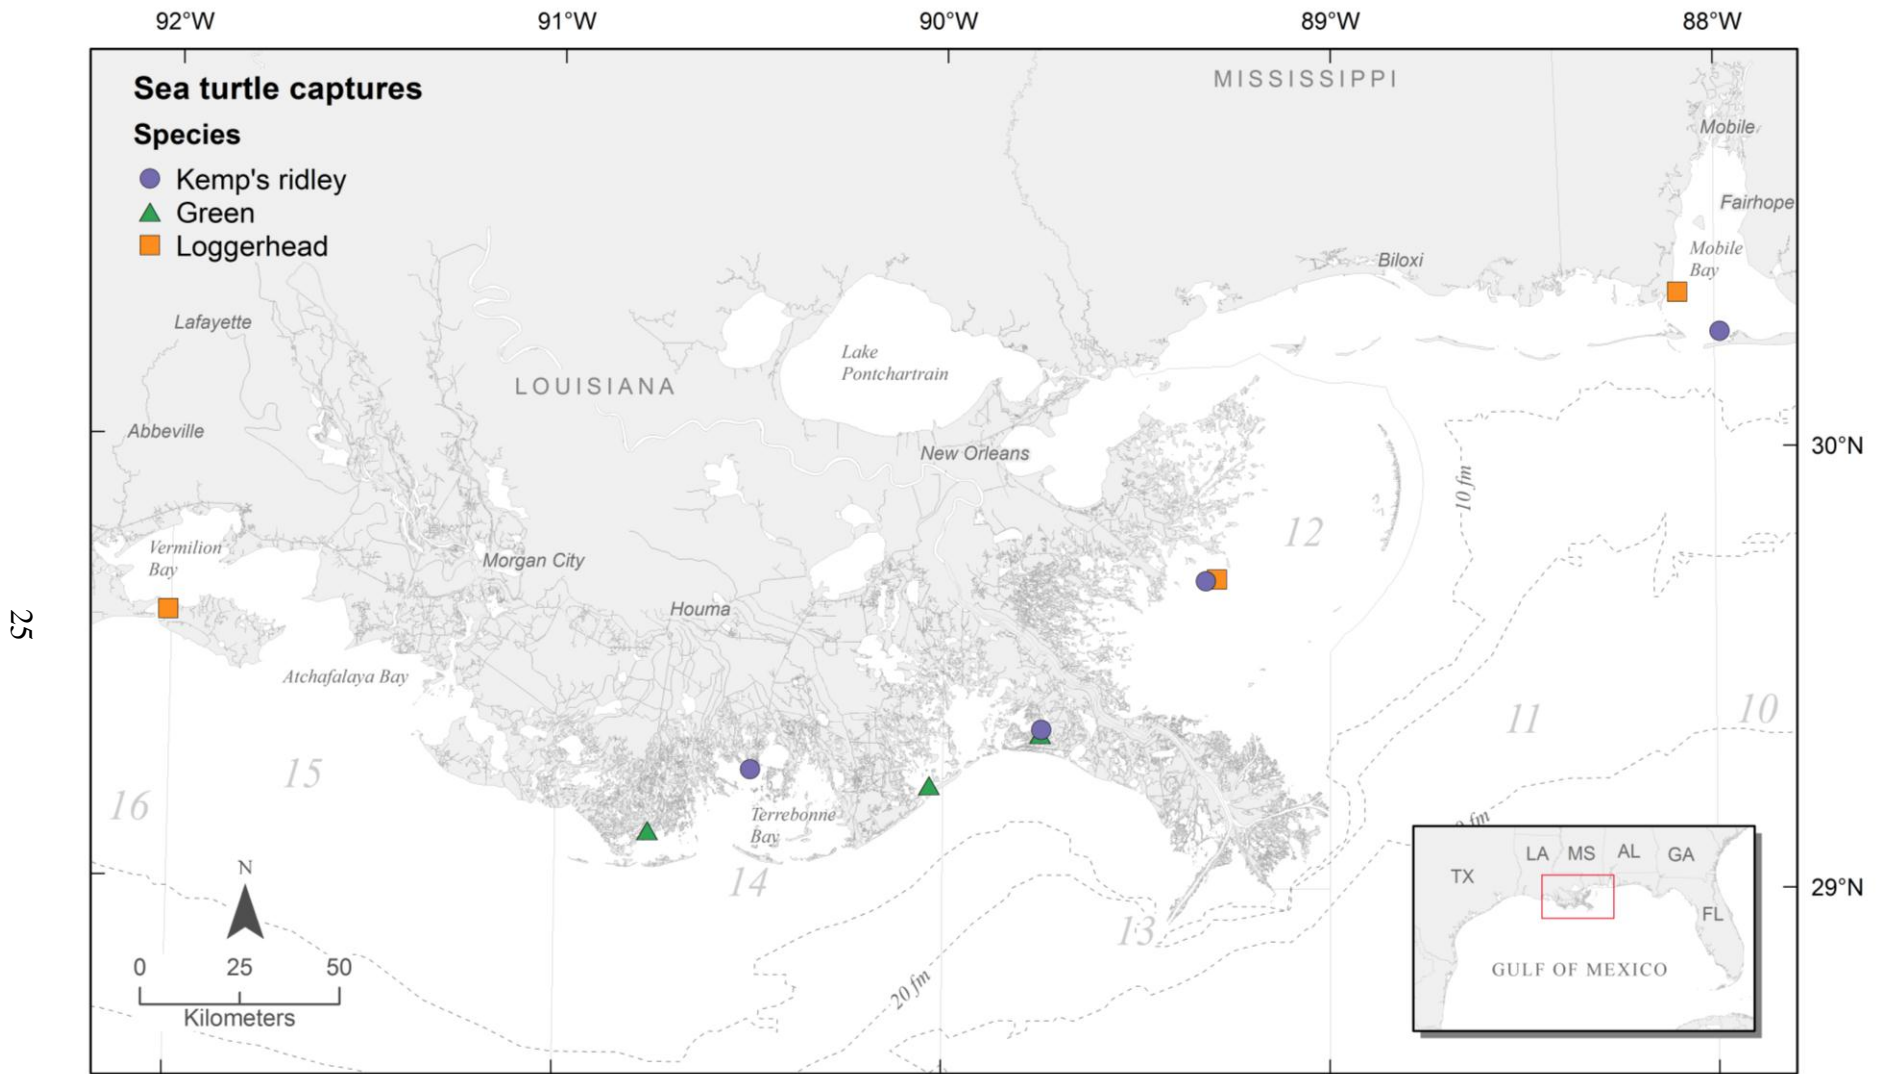 92°W 91°W 90°W 89°W 88°W
Sea turtle captures
Species
Kemp's ridley
Green
Loggerhead
MISSISSIPPI
Mobile
Fairhope
Mobile
Bay
Biloxi
Lafayette
Lake
Pontchartrain
LOUISIANA
Abbeville
New Orleans
30°N
10 fm
12
Vermilion
Bay
Morgan City
Houma
25
Atchafalaya Bay
11
10
15
16
Terrebonne
Bay
14
13
fm
20 fm
29°N
N
0 25 50
Kilometers
TX
LA
MS
AL
GA
FL
GULF OF MEXICO